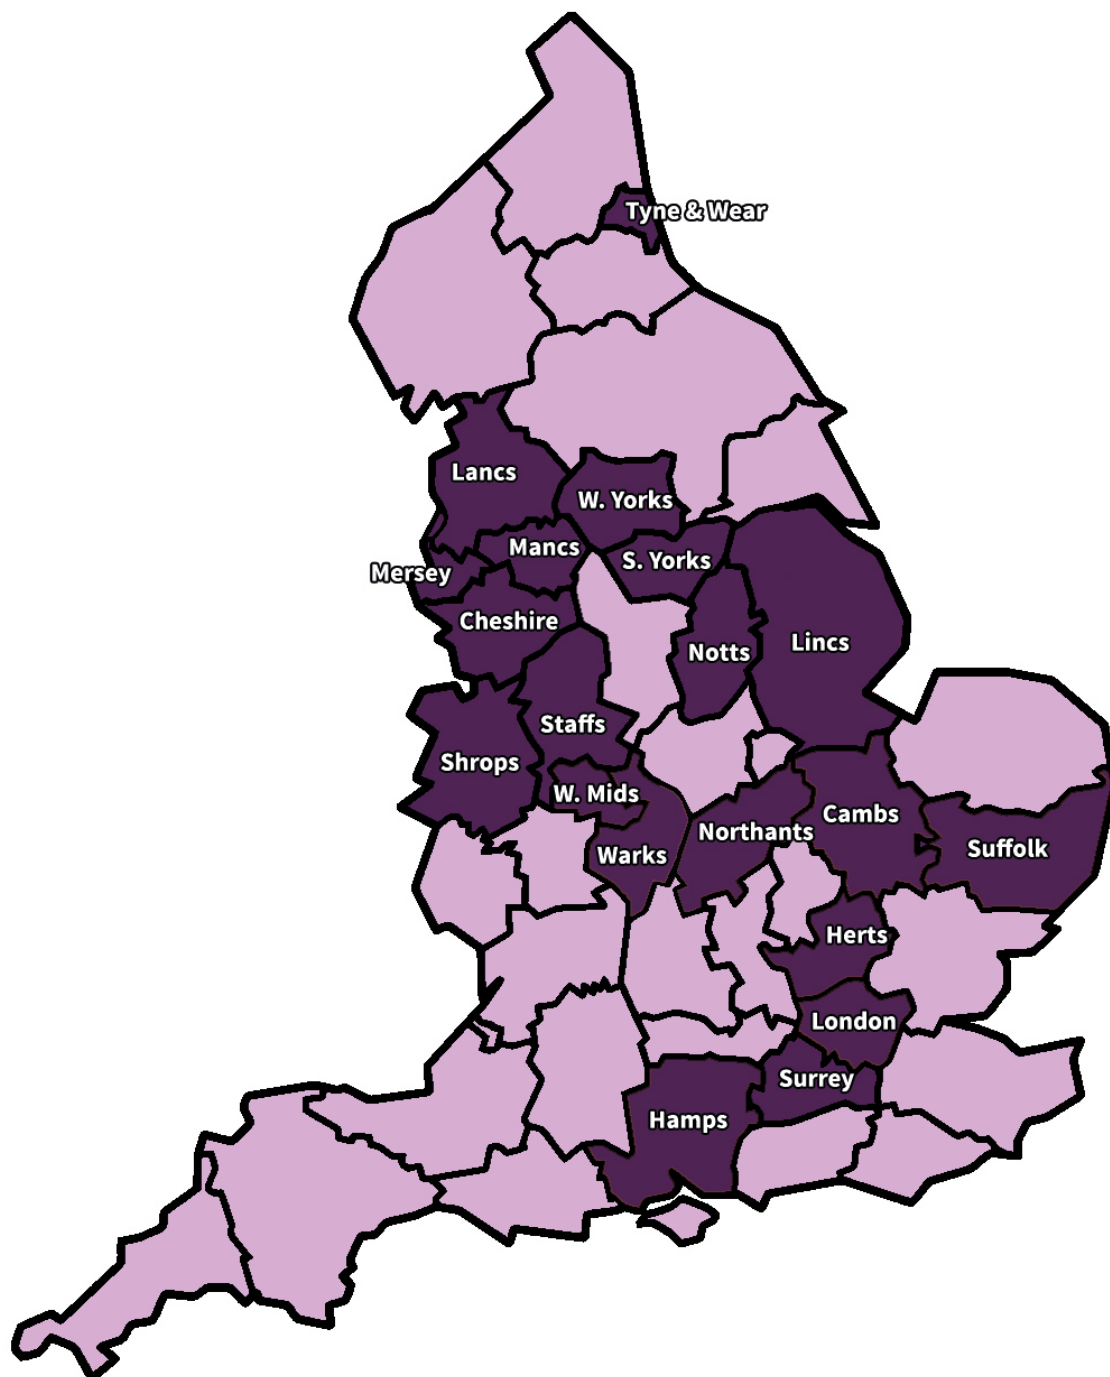 Tyne & Wear
Lancs
W. Yorks
Mancs
S. Yorks
Mersey
Cheshire
Notts
Lincs
Staffs
Shrops
W. Mids
Cambs
Northants
Suffolk
Warks
Herts
London
Surrey
Hamps